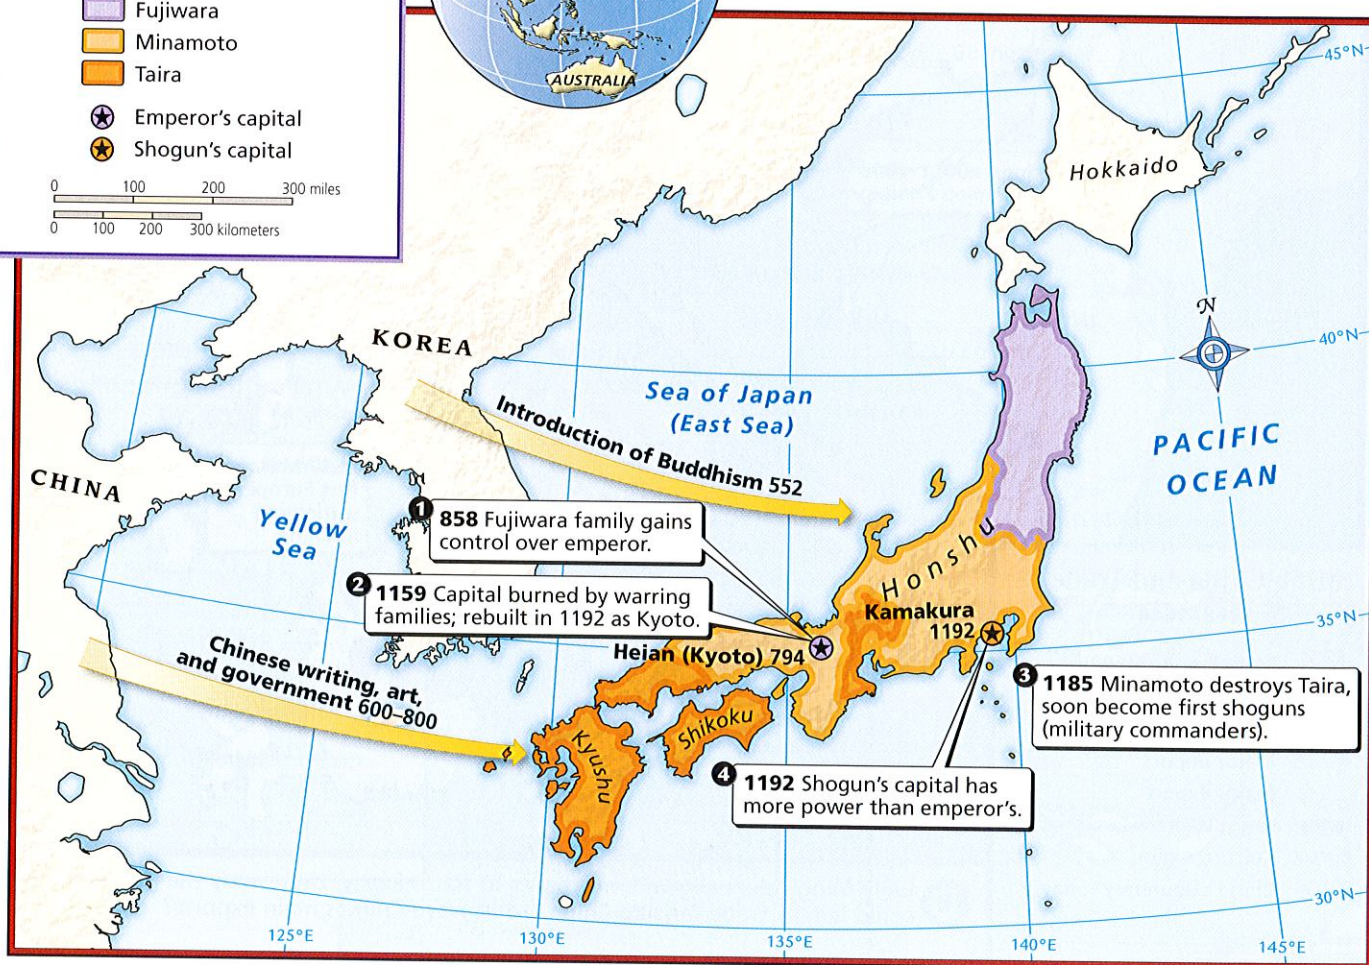 Fujiwara
Minamoto
Taira
Emperor's capital
Shogun's capital
0 100 200 300 miles
0 100 200 300 kilometers
AUSTRALIA
45°N
Hokkaido
N
40°N
KOREA
Sea of Japan
(East Sea)
Introduction of Buddhism 552
PACIFIC
OCEAN
CHINA
Yellow
Sea
1 858 Fujiwara family gains
control over emperor.
Honshu
2 1159 Capital burned by warring
families; rebuilt in 1192 as Kyoto.
Kamakura
1192
35°N
Heian (Kyoto) 794
Chinese writing, art,
and government 600–800
3 1185 Minamoto destroys Taira,
soon become first shoguns
(military commanders).
Shikoku
Kyushu
4 1192 Shogun's capital has
more power than emperor's.
30°N
125°E
130°E
135°E
140°E
145°E